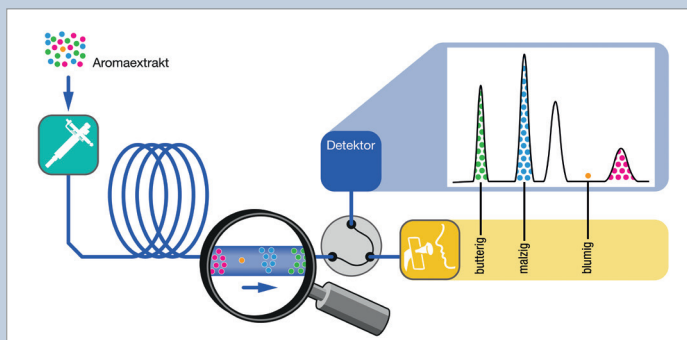 Aromaextrakt
Detektor
butterig
malzig
blumig